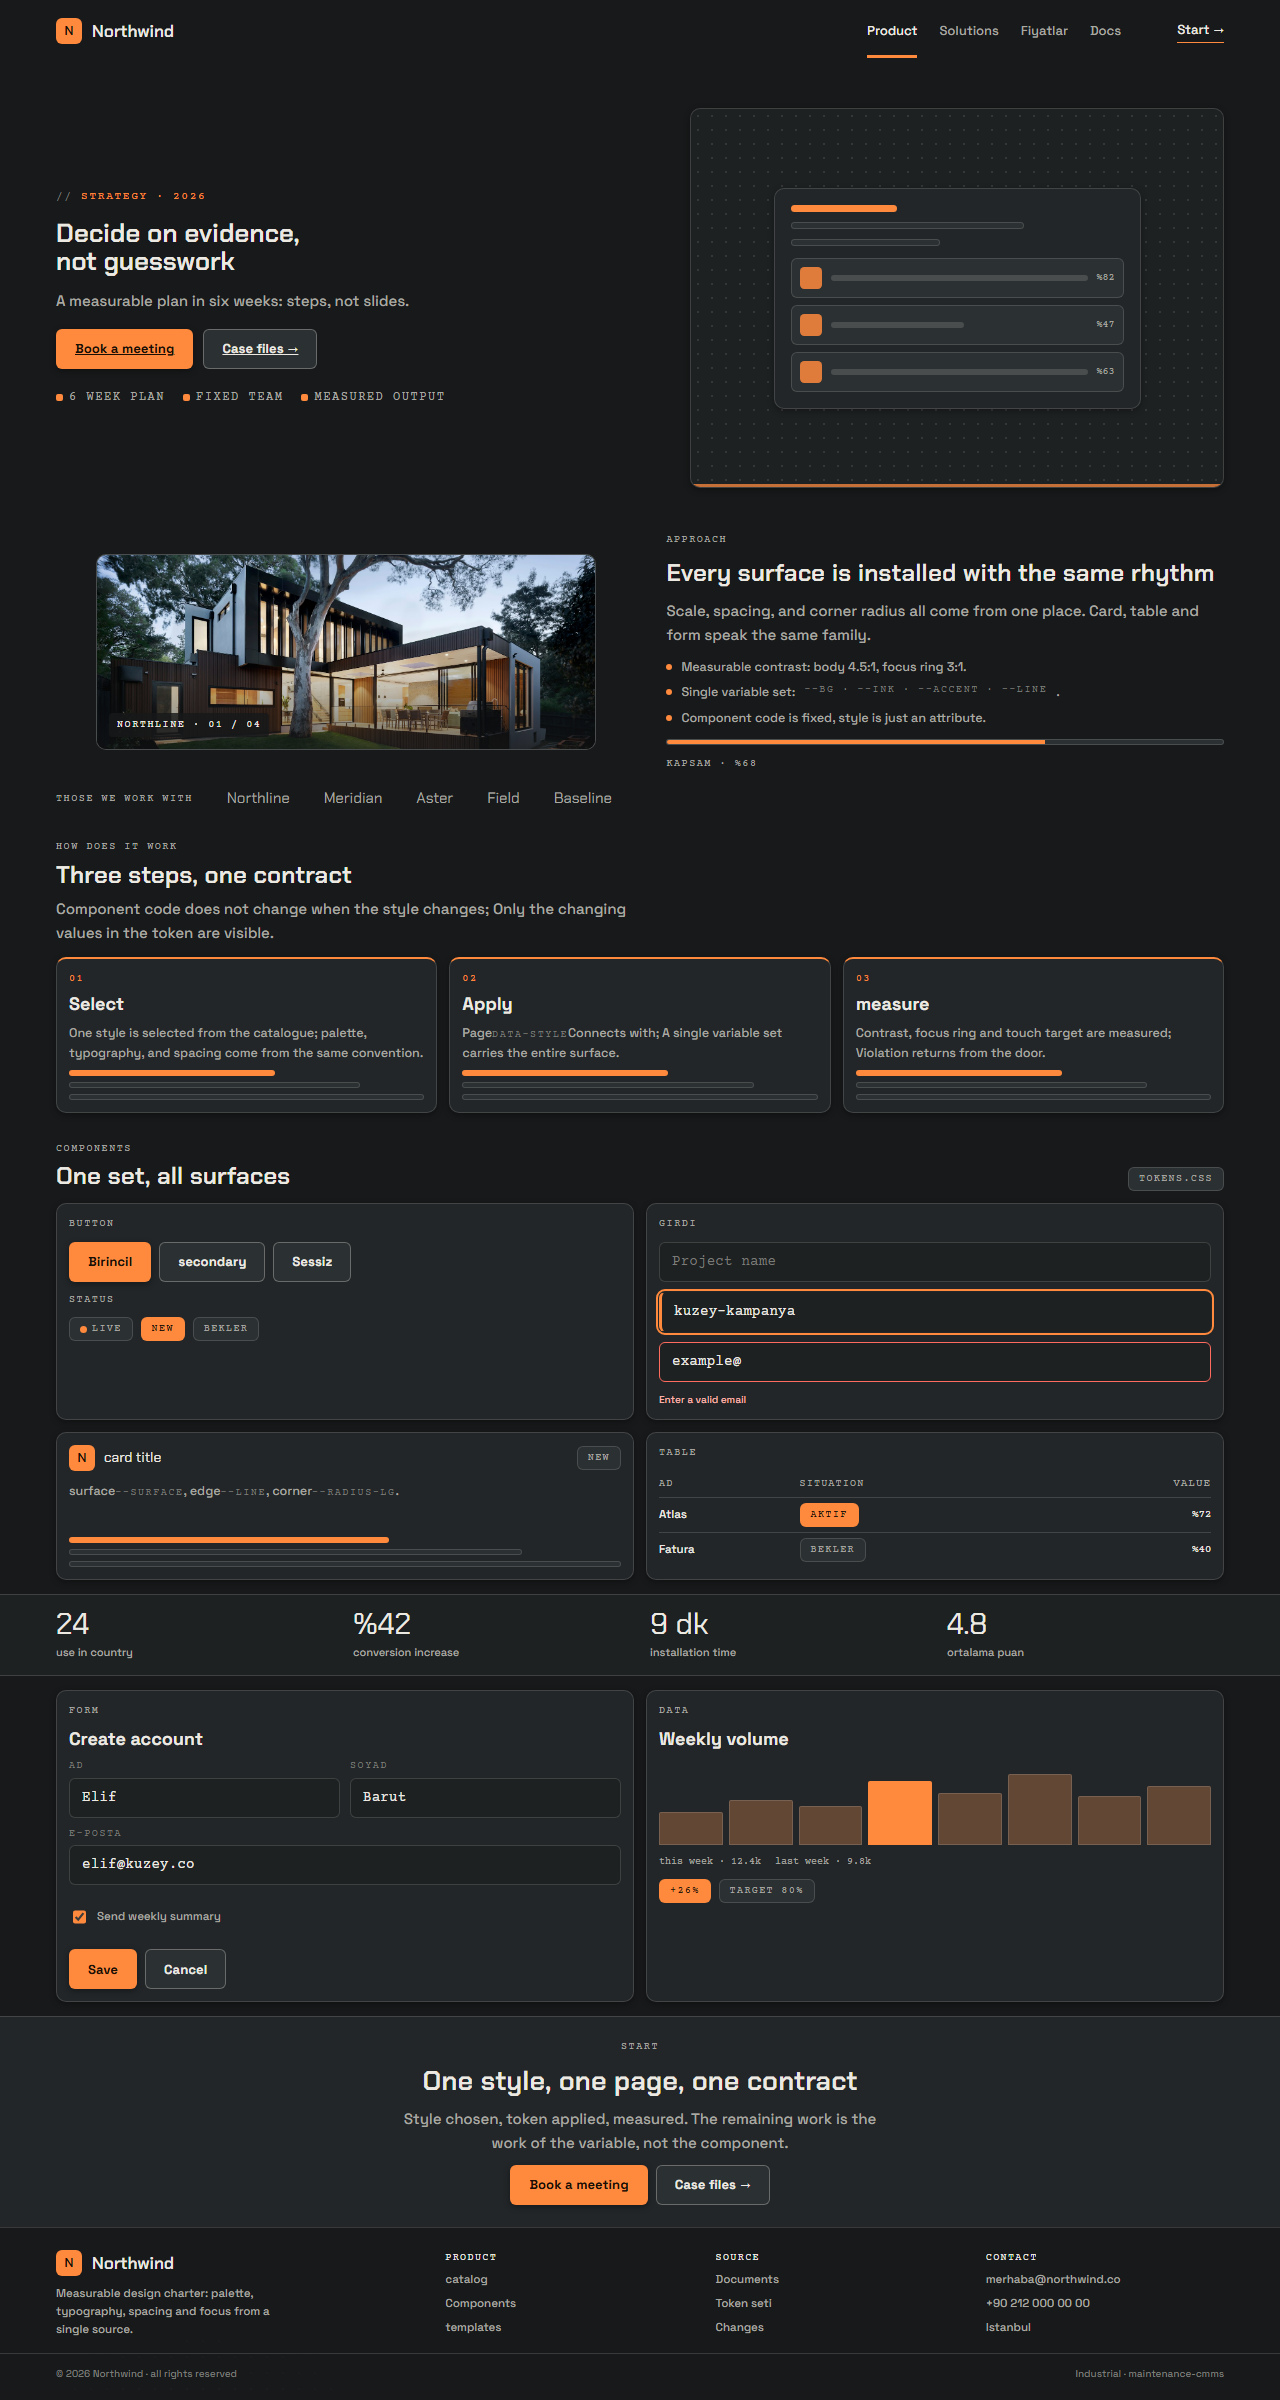 N Northwind
Product Solutions Fiyatlar Docs Start →
// STRATEGY · 2026
Decide on evidence,
not guesswork
A measurable plan in six weeks: steps, not slides.
Book a meeting Case files →
6 WEEK PLAN FIXED TEAM MEASURED OUTPUT
%82
%47
%63
NORTHLINE · 01 / 04
APPROACH
Every surface is installed with the same rhythm
Scale, spacing, and corner radius all come from one place. Card, table and
form speak the same family.
Measurable contrast: body 4.5:1, focus ring 3:1.
Single variable set: --BG · --INK · --ACCENT · --LINE .
Component code is fixed, style is just an attribute.
KAPSAM · %68
THOSE WE WORK WITH Northline Meridian Aster Field Baseline
HOW DOES IT WORK
Three steps, one contract
Component code does not change when the style changes; Only the changing
values in the token are visible.
01
Select
One style is selected from the catalogue; palette,
typography, and spacing come from the same convention.
02
Apply
PageDATA-STYLEConnects with; A single variable set
carries the entire surface.
03
measure
Contrast, focus ring and touch target are measured;
Violation returns from the door.
COMPONENTS
One set, all surfaces
TOKENS.CSS
BUTTON
Birincil secondary Sessiz
STATUS
LIVE NEW BEKLER
GIRDI
Project name
kuzey-kampanya
example@
Enter a valid email
N card title NEW
surface--SURFACE, edge--LINE, corner--RADIUS-LG.
TABLE
AD SITUATION VALUE
Atlas AKTIF %72
Fatura BEKLER %40
24
use in country
%42
conversion increase
9 dk
installation time
4.8
ortalama puan
FORM
Create account
AD SOYAD
Elif Barut
E-POSTA
elif@kuzey.co
Send weekly summary
Save Cancel
DATA
Weekly volume
this week · 12.4k last week · 9.8k
+26% TARGET 80%
START
One style, one page, one contract
Style chosen, token applied, measured. The remaining work is the
work of the variable, not the component.
Book a meeting Case files →
N Northwind
Measurable design charter: palette,
typography, spacing and focus from a
single source.
PRODUCT
catalog
Components
templates
SOURCE
Documents
Token seti
Changes
CONTACT
merhaba@northwind.co
+90 212 000 00 00
Istanbul
© 2026 Northwind · all rights reserved
Industrial · maintenance-cmms